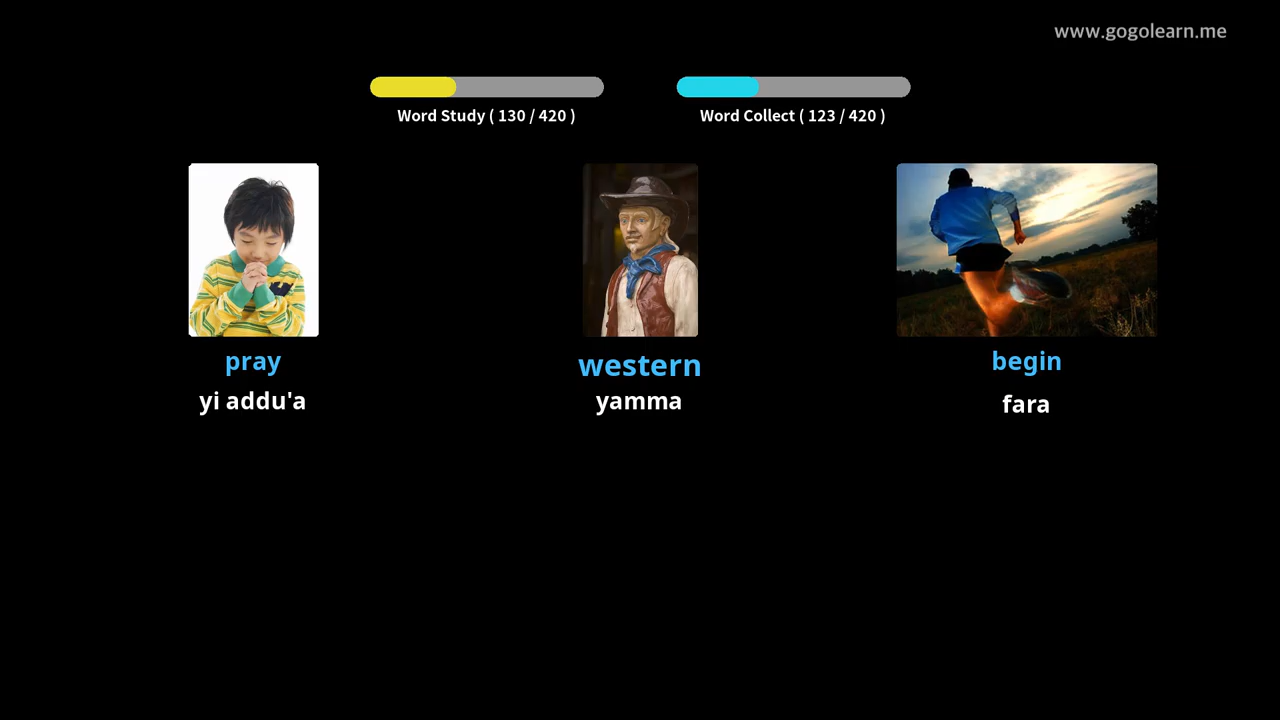 www.gogolearn.me
Word Study ( 130 / 420 )
Word Collect ( 123 / 420 )
pray
western
begin
yi addu'a
yamma
fara